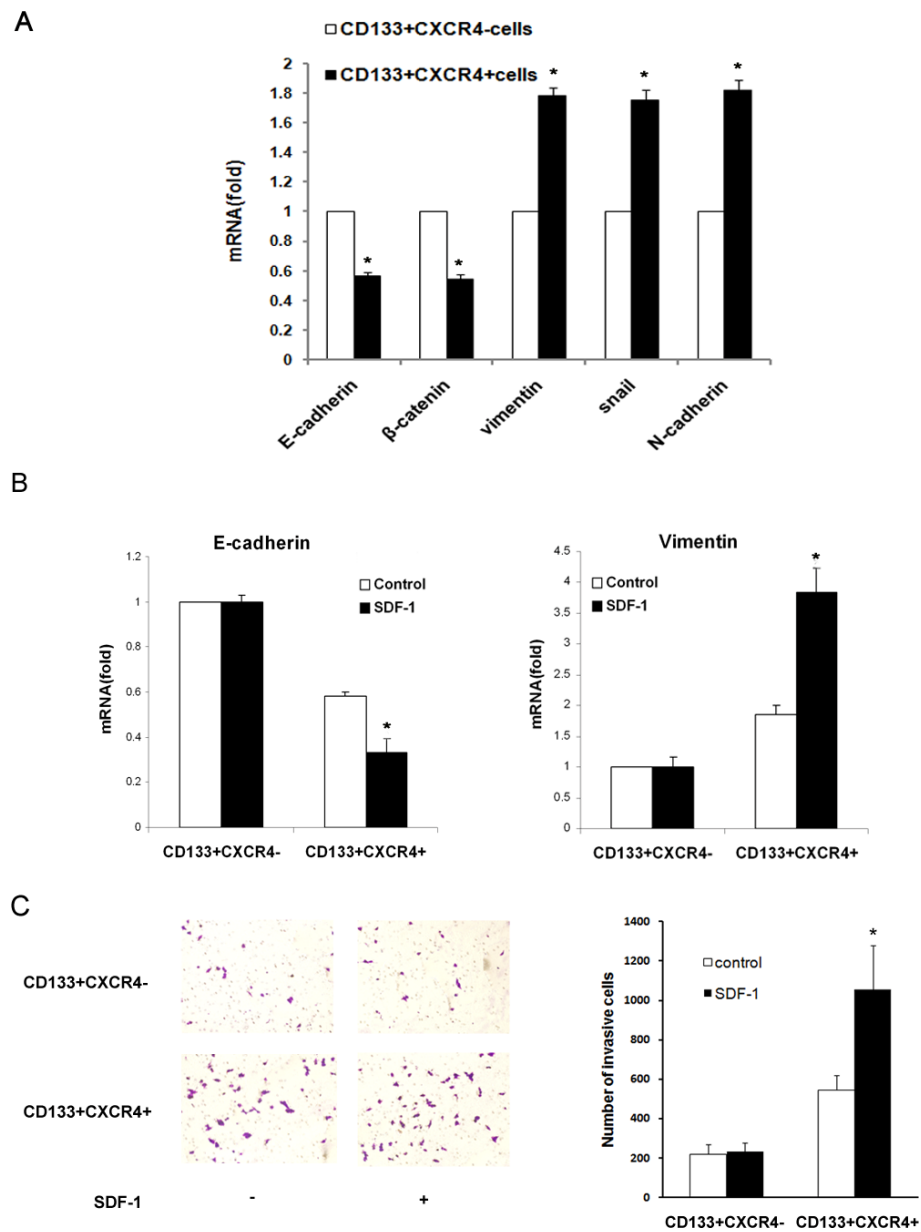 A
CD133+CXCR4-cells
CD133+CXCR4+cells
mRNA(fold)
2
1.8
1.6
1.4
1.2
1
0.8
0.6
0.4
0.2
0
* * * * *
E-cadherin
β-catenin
vimentin
snail
N-cadherin
B
E-cadherin
Control
SDF-1
mRNA(fold)
1.2
1
0.8
0.6
0.4
0.2
0
*
CD133+CXCR4- CD133+CXCR4+
Vimentin
Control
SDF-1
mRNA(fold)
4.5
4
3.5
3
2.5
2
1.5
1
0.5
0
*
CD133+CXCR4- CD133+CXCR4+
C
CD133+CXCR4-
CD133+CXCR4+
SDF-1 - +
control
SDF-1
Number of invasive cells
1400
1200
1000
800
600
400
200
0
*
CD133+CXCR4- CD133+CXCR4+